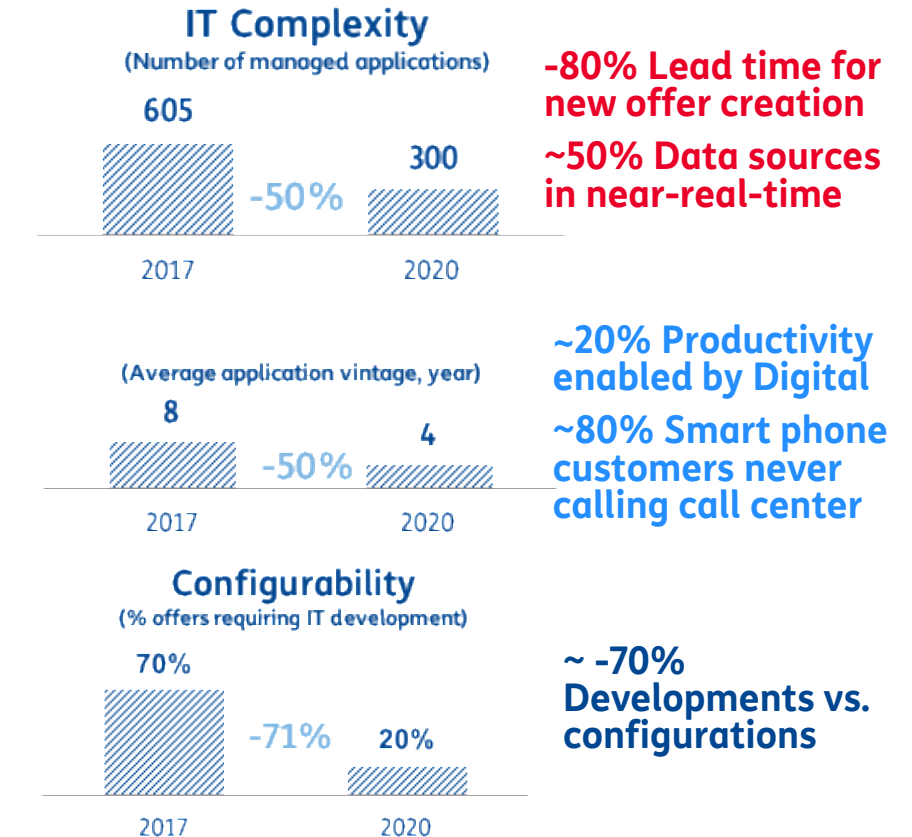 IT Complexity
(Number of managed applications)
605
300
-50%
2017
2020
-80% Lead time for
new offer creation
~50% Data sources
in near-real-time
(Average application vintage, year)
8
4
-50%
2017
2020
~20% Productivity
enabled by Digital
~80% Smart phone
customers never
calling call center
Configurability
(% offers requiring IT development)
70%
-71%
20%
2017
2020
~ -70%
Developments vs.
configurations